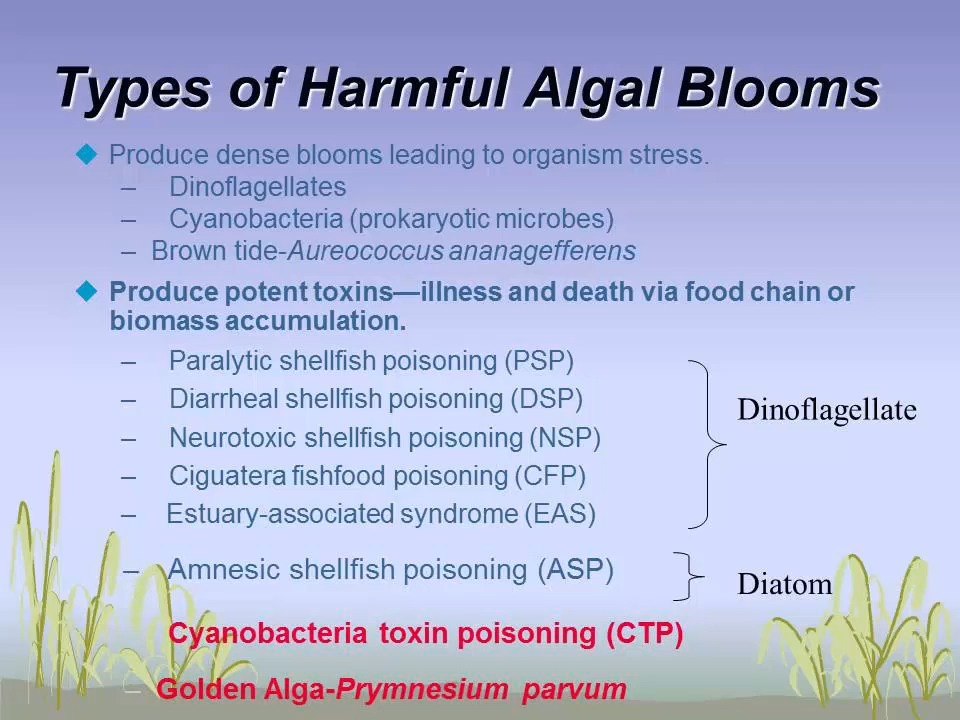 Types of Harmful Algal Blooms
Produce dense blooms leading to organism stress.
– Dinoflagellates
– Cyanobacteria (prokaryotic microbes)
– Brown tide-Aureococcus ananagefferens
Produce potent toxins—illness and death via food chain or
biomass accumulation.
– Paralytic shellfish poisoning (PSP)
– Diarrheal shellfish poisoning (DSP)
– Neurotoxic shellfish poisoning (NSP)
– Ciguatera fishfood poisoning (CFP)
– Estuary-associated syndrome (EAS)
Dinoflagellate
– Amnesic shellfish poisoning (ASP)
Diatom
Cyanobacteria toxin poisoning (CTP)
– Golden Alga-Prymnesium parvum